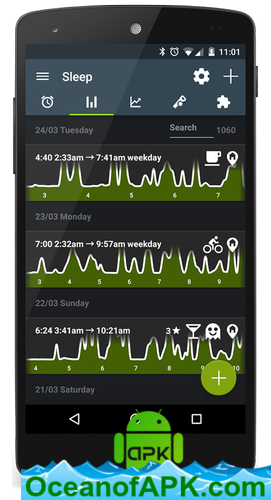 11:01
Sleep
24/03 Tuesday Search 1060
4:40 2:33am → 7:41am weekday
3 4 5 6 7
23/03 Monday
7:00 2:32am → 9:57am weekday
3 4 5 6 7 8 9
22/03 Sunday
6:24 3:41am → 10:21am 3★
4 5 6 7 8 9 10
21/03 Saturday
APK
OceanofAPK.com